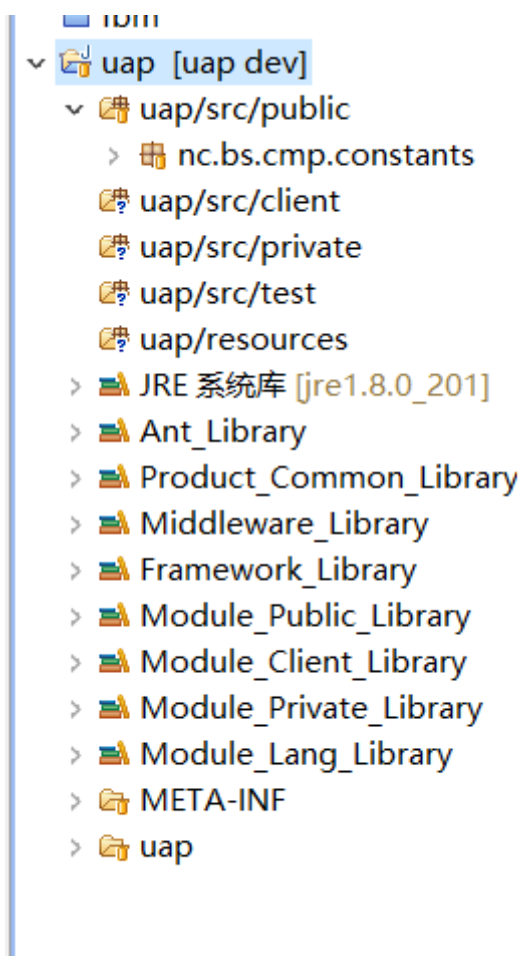 uap [uap dev]
uap/src/public
nc.bs.cmp.constants
uap/src/client
uap/src/private
uap/src/test
uap/resources
JRE 系统库 [jre1.8.0_201]
Ant_Library
Product_Common_Library
Middleware_Library
Framework_Library
Module_Public_Library
Module_Client_Library
Module_Private_Library
Module_Lang_Library
META-INF
uap